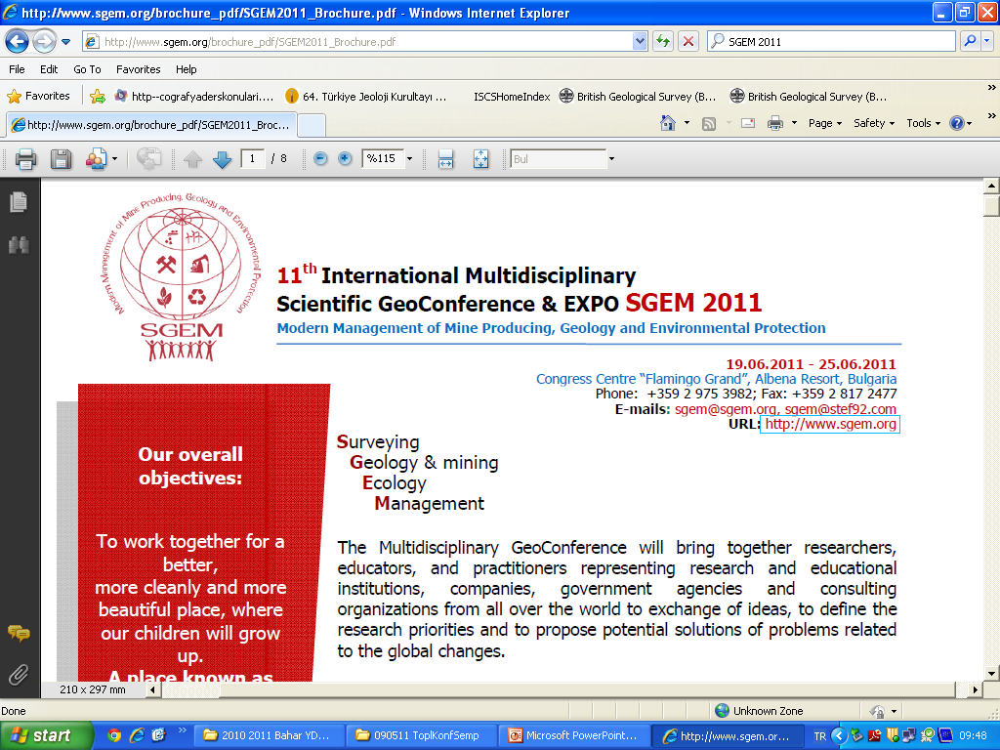 http://www.sgem.org/brochure_pdf/SGEM2011_Brochure.pdf - Windows Internet Explorer
http://www.sgem.org/brochure_pdf/SGEM2011_Brochure.pdf
SGEM 2011
File Edit Go To Favorites Help
Favorites http--cografyaderskonulari.... 64. Türkiye Jeoloji Kurultayı ... ISCSHomeIndex British Geological Survey (B... British Geological Survey (B... »
http://www.sgem.org/brochure_pdf/SGEM2011_Broc... Page Safety Tools »
1 / 8 %115 Bul
Modern Management of Mine Producing, Geology and Environmental Protection
SGEM
11th International Multidisciplinary
Scientific GeoConference & EXPO SGEM 2011
Modern Management of Mine Producing, Geology and Environmental Protection
19.06.2011 - 25.06.2011
Congress Centre “Flamingo Grand”, Albena Resort, Bulgaria
Phone: +359 2 975 3982; Fax: +359 2 817 2477
E-mails: sgem@sgem.org, sgem@stef92.com
URL: http://www.sgem.org
Our overall
objectives:
To work together for a
better,
more cleanly and more
beautiful place, where
our children will grow
up.
A place known as
Surveying
Geology & mining
Ecology
Management
The Multidisciplinary GeoConference will bring together researchers,
educators, and practitioners representing research and educational
institutions, companies, government agencies and consulting
organizations from all over the world to exchange of ideas, to define the
research priorities and to propose potential solutions of problems related
to the global changes.
210 x 297 mm
Done Unknown Zone
start » 2010 2011 Bahar YD... 090511 ToplKonfSemp Microsoft PowerPoint... http://www.sgem.or... TR 09:48